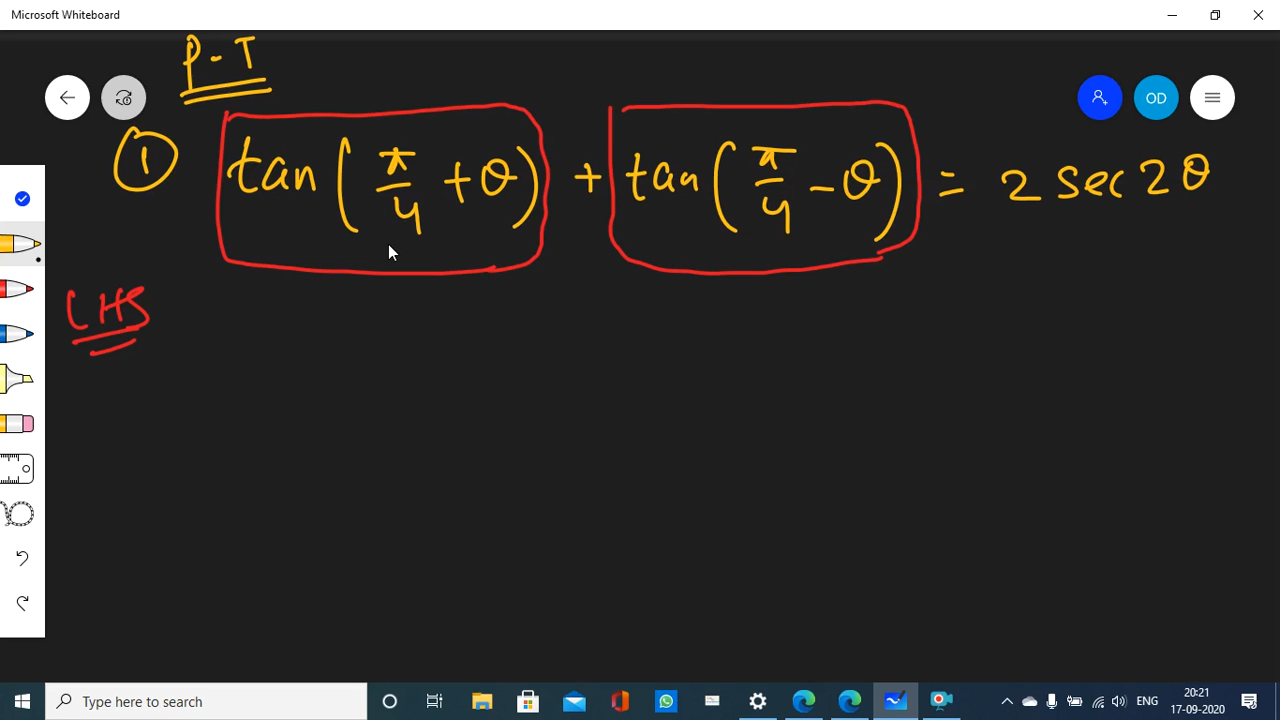 Microsoft Whiteboard
P-T
① tan(π/4 + θ) + tan(π/4 - θ) = 2 sec 2θ
LHS
OD
Type here to search
ENG
20:21
17-09-2020